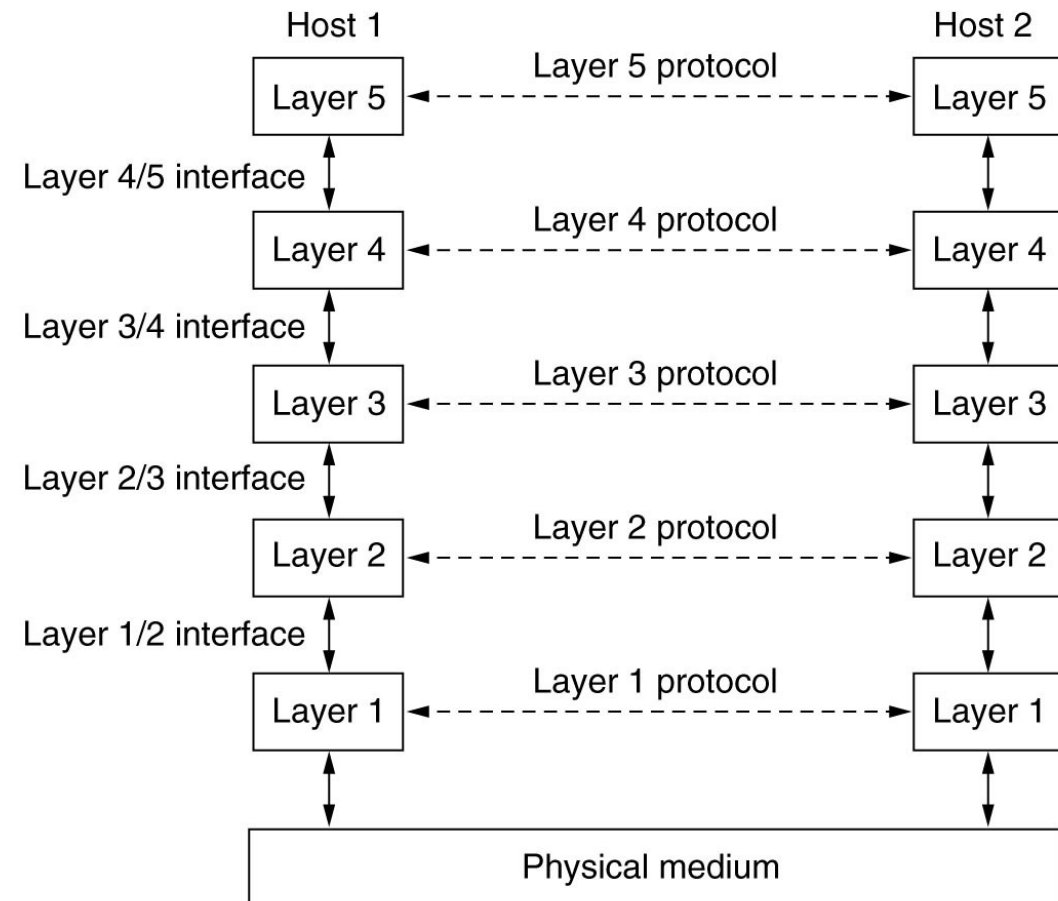 Host 1
Host 2
Layer 5 protocol
Layer 5
Layer 5
Layer 4/5 interface
Layer 4 protocol
Layer 4
Layer 4
Layer 3/4 interface
Layer 3 protocol
Layer 3
Layer 3
Layer 2/3 interface
Layer 2 protocol
Layer 2
Layer 2
Layer 1/2 interface
Layer 1 protocol
Layer 1
Layer 1
Physical medium